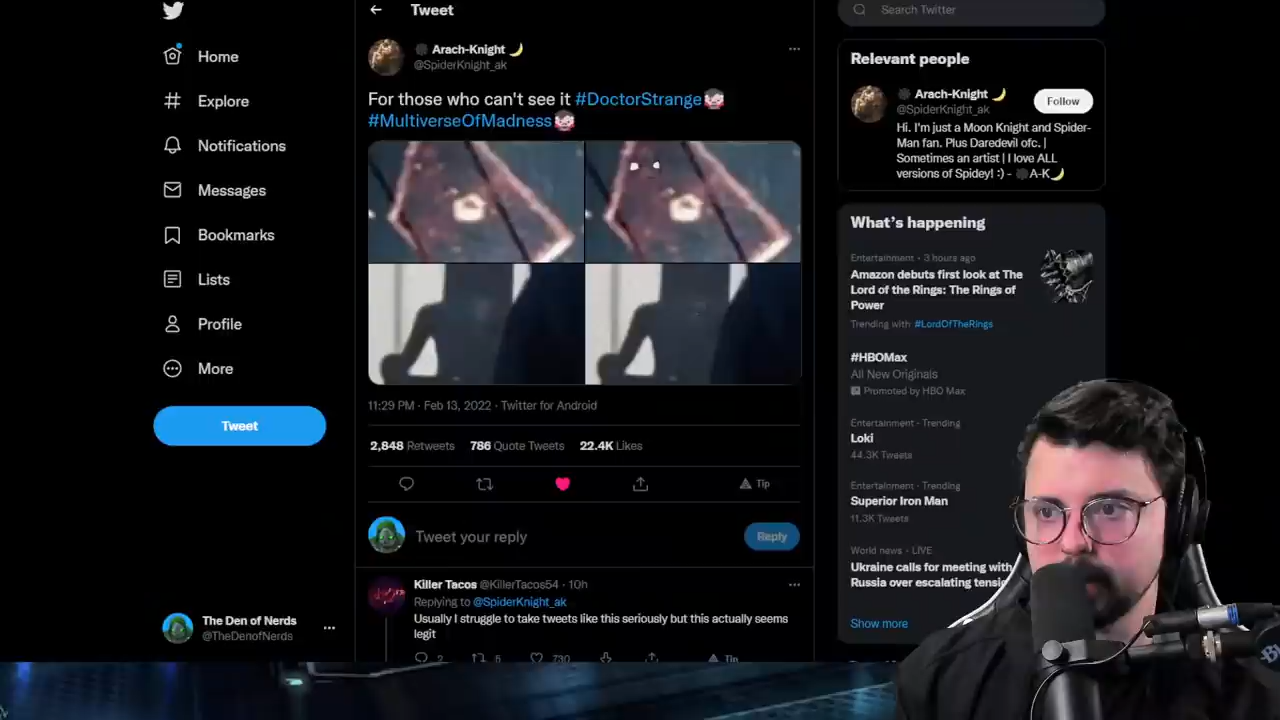 Home
Explore
Notifications
Messages
Bookmarks
Lists
Profile
More
Tweet
The Den of Nerds
@TheDenofNerds
Tweet
Arach-Knight
@SpiderKnight_ak
For those who can't see it #DoctorStrange
#MultiverseOfMadness
11:29 PM · Feb 13, 2022 · Twitter for Android
2,848 Retweets 786 Quote Tweets 22.4K Likes
Tip
Tweet your reply
Reply
Killer Tacos @KillerTacos54 · 10h
Replying to @SpiderKnight_ak
Usually I struggle to take tweets like this seriously but this actually seems
legit
2 5 730 Tip
Search Twitter
Relevant people
Arach-Knight
@SpiderKnight_ak
Follow
Hi. I'm just a Moon Knight and Spider-
Man fan. Plus Daredevil ofc. |
Sometimes an artist | I love ALL
versions of Spidey! :) - A-K
What's happening
Entertainment · 3 hours ago
Amazon debuts first look at The
Lord of the Rings: The Rings of
Power
Trending with #LordOfTheRings
#HBOMax
All New Originals
Promoted by HBO Max
Entertainment · Trending
Loki
44.3K Tweets
Entertainment · Trending
Superior Iron Man
11.3K Tweets
World news · LIVE
Ukraine calls for meeting with
Russia over escalating
Show more